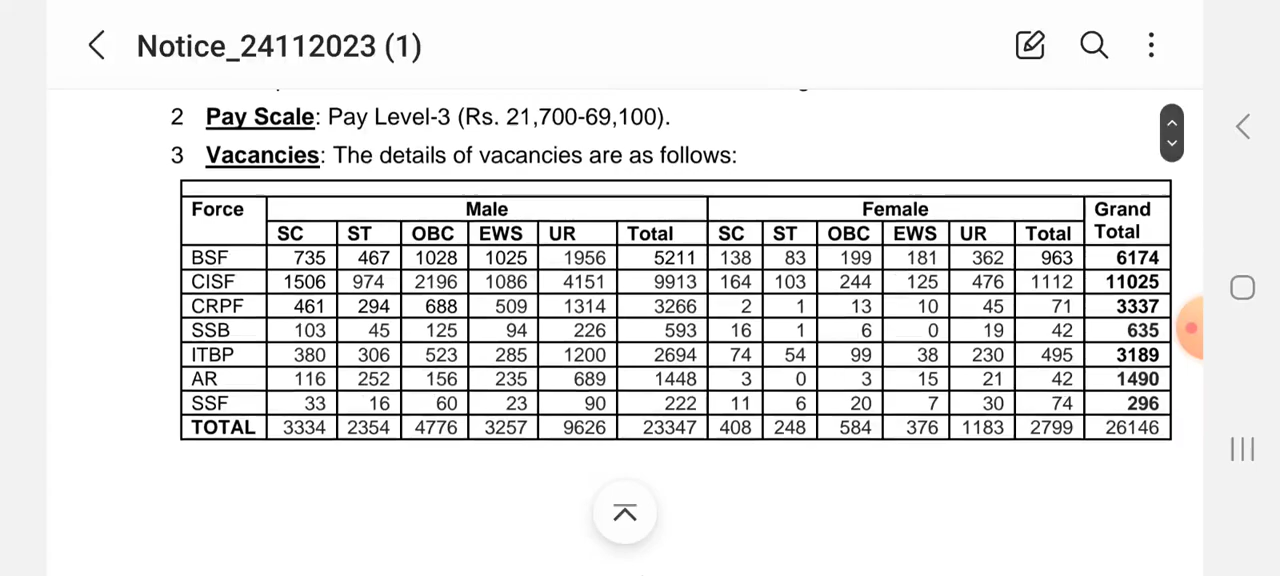 Notice_24112023 (1)
2 Pay Scale: Pay Level-3 (Rs. 21,700-69,100).
3 Vacancies: The details of vacancies are as follows:
Force Male Female Grand Total
SC ST OBC EWS UR Total SC ST OBC EWS UR Total
BSF 735 467 1028 1025 1956 5211 138 83 199 181 362 963 6174
CISF 1506 974 2196 1086 4151 9913 164 103 244 125 476 1112 11025
CRPF 461 294 688 509 1314 3266 2 1 13 10 45 71 3337
SSB 103 45 125 94 226 593 16 1 6 0 19 42 635
ITBP 380 306 523 285 1200 2694 74 54 99 38 230 495 3189
AR 116 252 156 235 689 1448 3 0 3 15 21 42 1490
SSF 33 16 60 23 90 222 11 6 20 7 30 74 296
TOTAL 3334 2354 4776 3257 9626 23347 408 248 584 376 1183 2799 26146